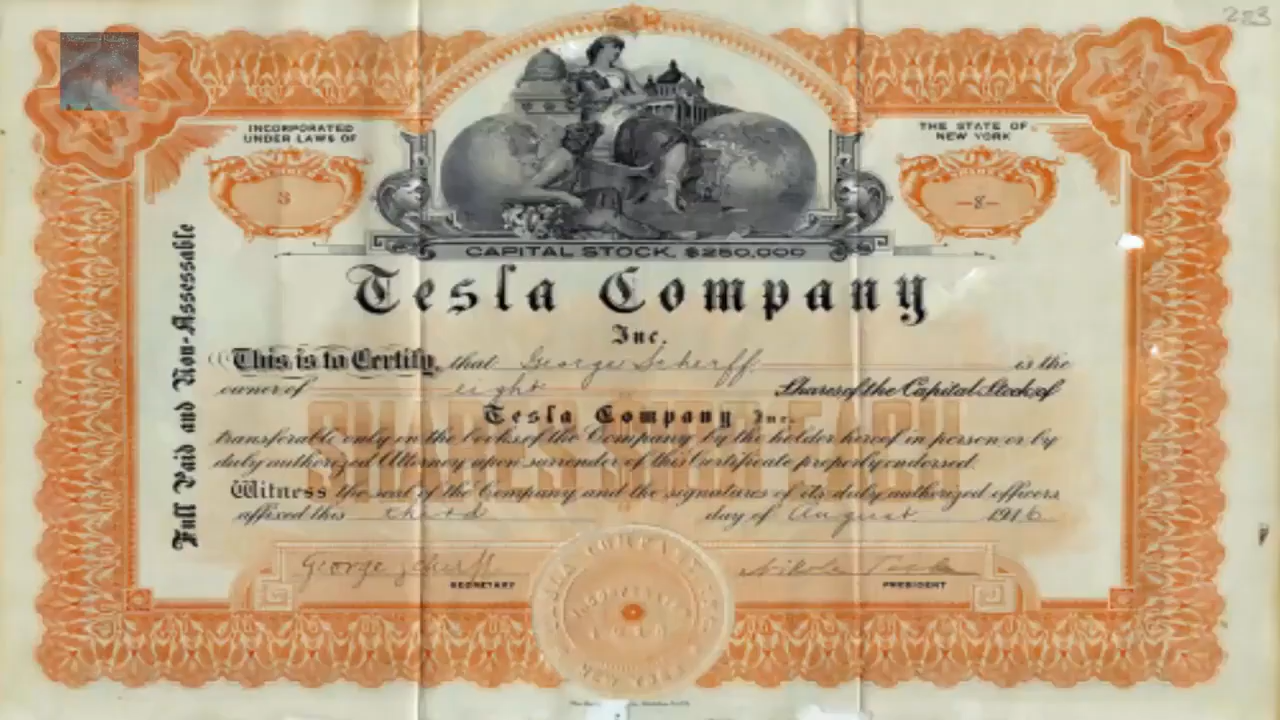 283
INCORPORATED
UNDER LAWS OF
THE STATE OF
NEW YORK
3
-8-
CAPITAL STOCK, $250,000
Tesla Company
Inc.
Full Paid and Non-Assessable
This is to Certify, that George Scherff is the
owner of eight Shares of the Capital Stock of
Tesla Company, Inc.
SHARES EACH
transferable only on the books of the Company by the holder hereof in person or by
duly authorized Attorney upon surrender of this Certificate properly endorsed.
Witness the seal of the Company and the signatures of its duly authorized officers
affixed this third day of August 1916
George Scherff
SECRETARY
Nikola Tesla
PRESIDENT